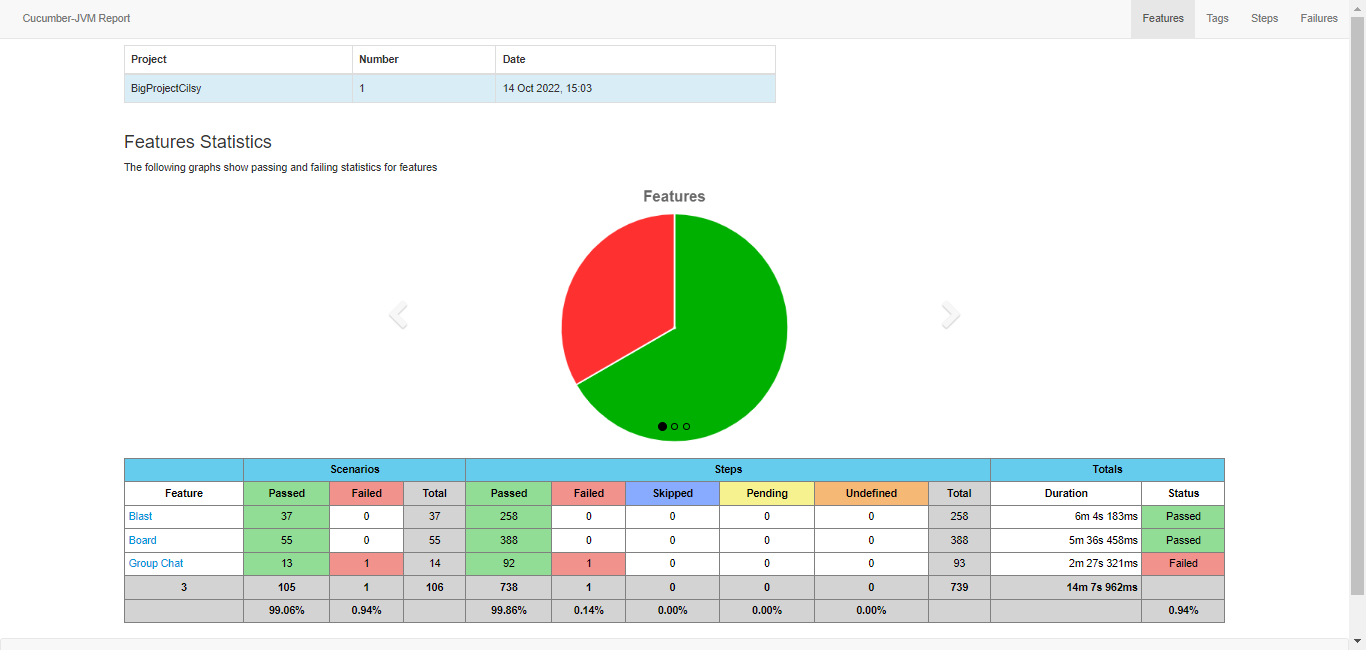 Cucumber-JVM Report Features Tags Steps Failures
Project Number Date
BigProjectCilsy 1 14 Oct 2022, 15:03
Features Statistics
The following graphs show passing and failing statistics for features
Features
Scenarios Steps Totals
Feature Passed Failed Total Passed Failed Skipped Pending Undefined Total Duration Status
Blast 37 0 37 258 0 0 0 0 258 6m 4s 183ms Passed
Board 55 0 55 388 0 0 0 0 388 5m 36s 458ms Passed
Group Chat 13 1 14 92 1 0 0 0 93 2m 27s 321ms Failed
3 105 1 106 738 1 0 0 0 739 14m 7s 962ms
99.06% 0.94% 99.86% 0.14% 0.00% 0.00% 0.00% 0.94%